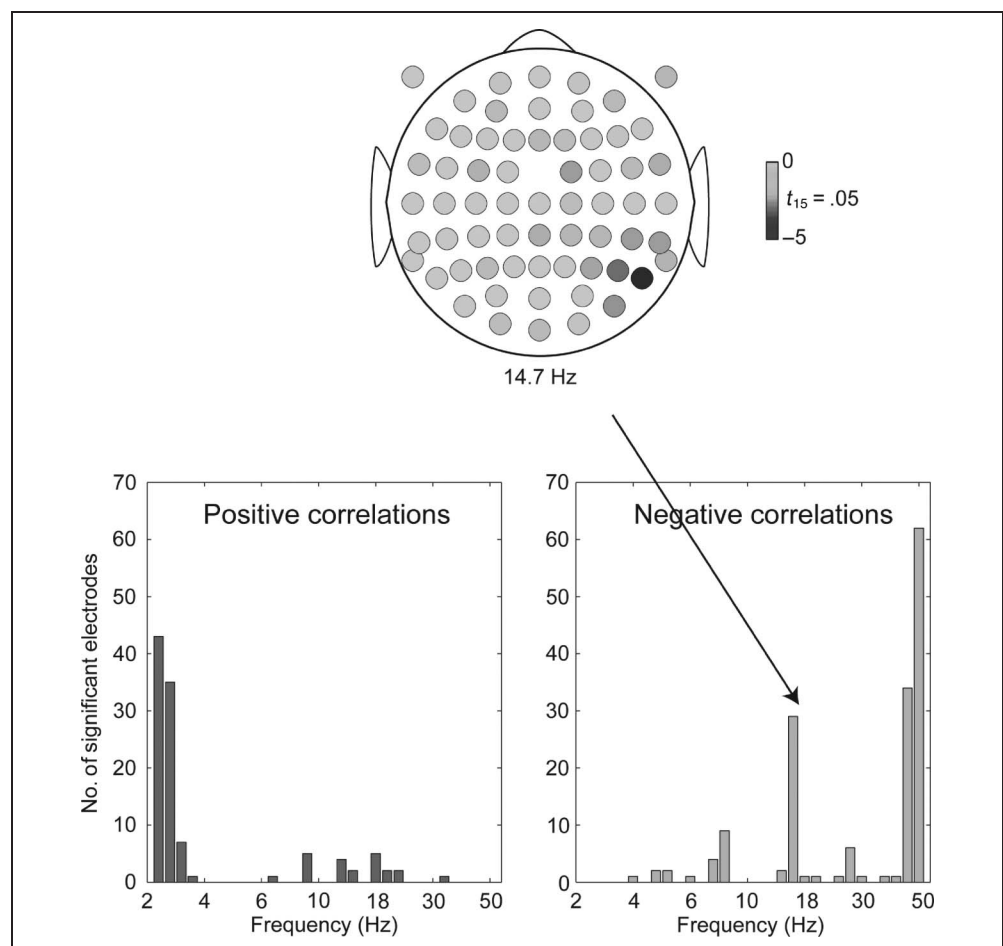 0
t15 = .05
–5
14.7 Hz
Positive correlations
No. of significant electrodes
70
60
50
40
30
20
10
0
2 4 6 10 18 30 50
Frequency (Hz)
Negative correlations
70
60
50
40
30
20
10
0
2 4 6 10 18 30 50
Frequency (Hz)